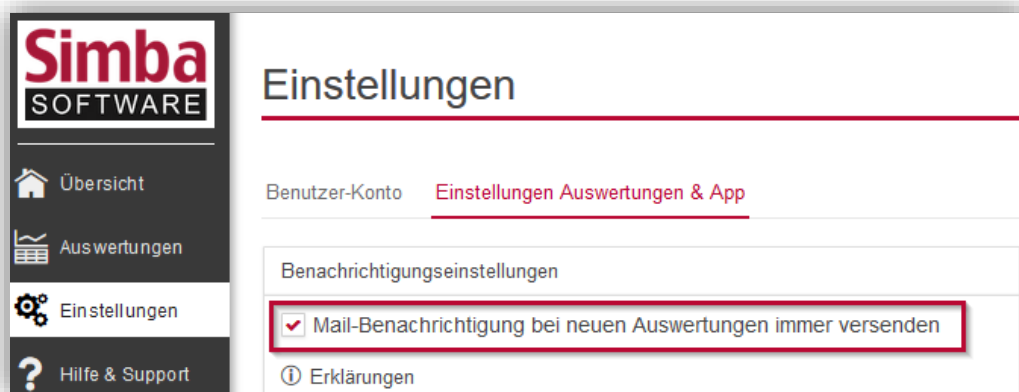 Simba
SOFTWARE
Übersicht
Auswertungen
Einstellungen
Hilfe & Support
Einstellungen
Benutzer-Konto Einstellungen Auswertungen & App
Benachrichtigungseinstellungen
Mail-Benachrichtigung bei neuen Auswertungen immer versenden
Erklärungen